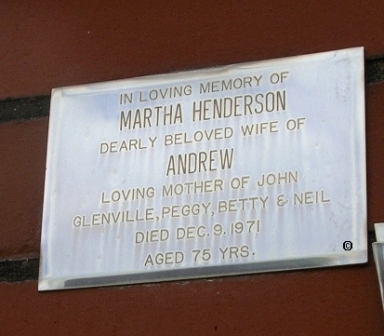 IN LOVING MEMORY OF
MARTHA HENDERSON
DEARLY BELOVED WIFE OF
ANDREW
LOVING MOTHER OF JOHN
GLENVILLE, PEGGY, BETTY & NEIL
DIED DEC. 9. 1971
AGED 75 YRS.
©